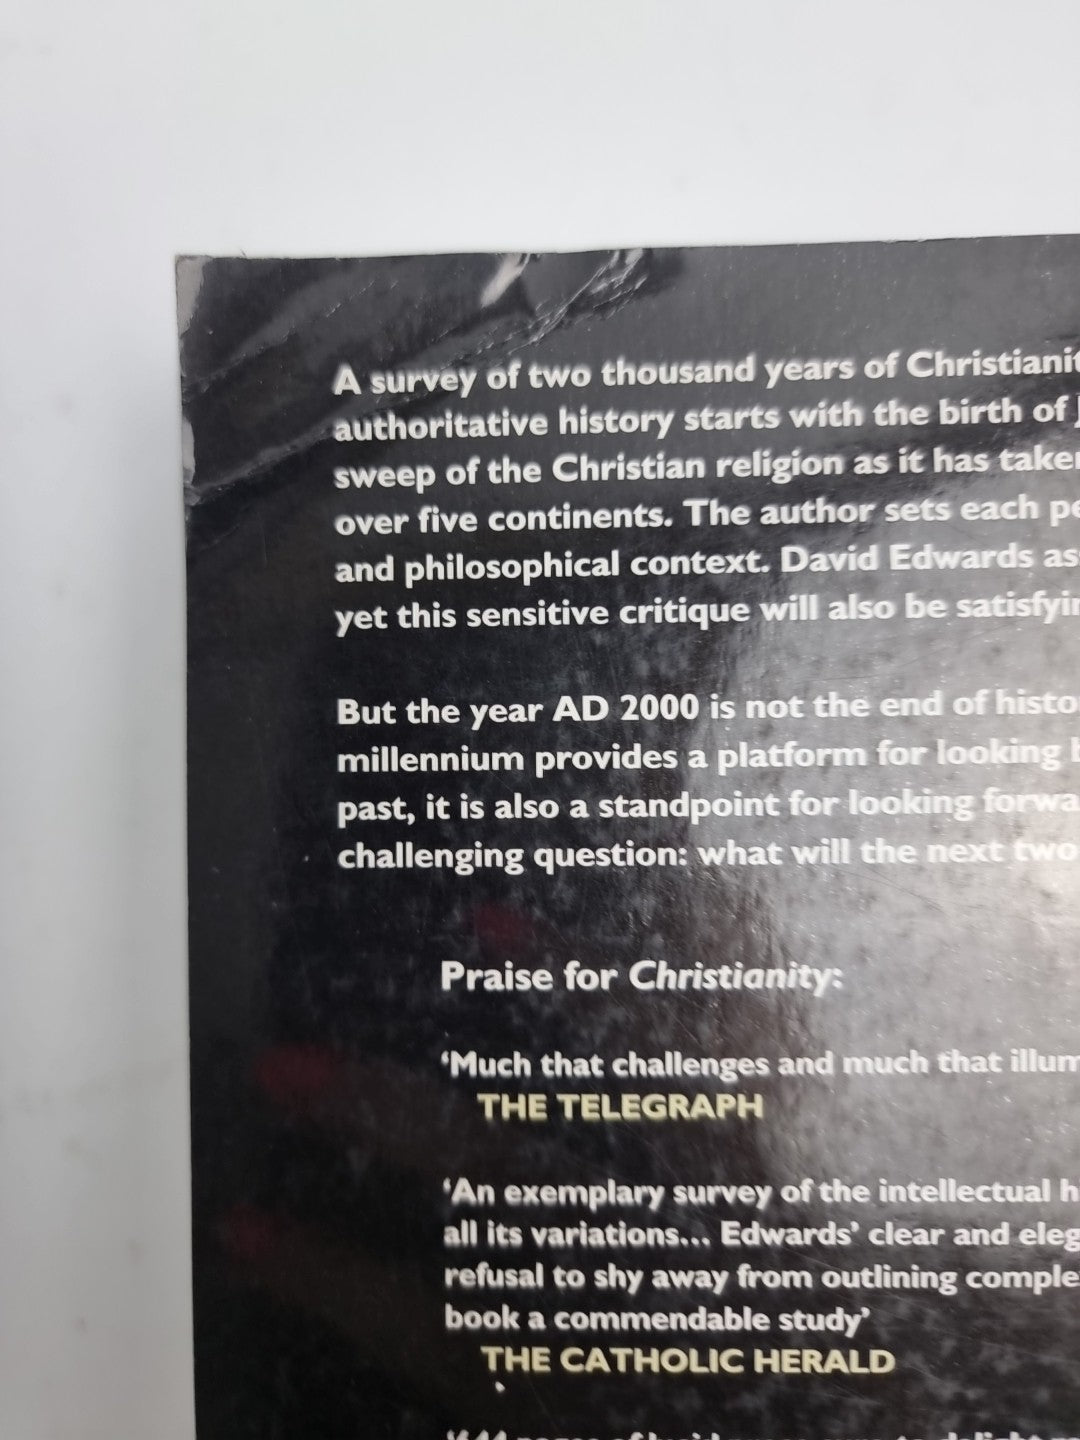 A survey of two thousand years of Christianit
authoritative history starts with the birth of
sweep of the Christian religion as it has taken
over five continents. The author sets each pe
and philosophical context. David Edwards as
yet this sensitive critique will also be satisfyin
But the year AD 2000 is not the end of histo
millennium provides a platform for looking
past, it is also a standpoint for looking forwa
challenging question: what will the next two
Praise for Christianity:
‘Much that challenges and much that illum
THE TELEGRAPH
‘An exemplary survey of the intellectual h
all its variations... Edwards’ clear and eleg
refusal to shy away from outlining comple
book a commendable study’
THE CATHOLIC HERALD